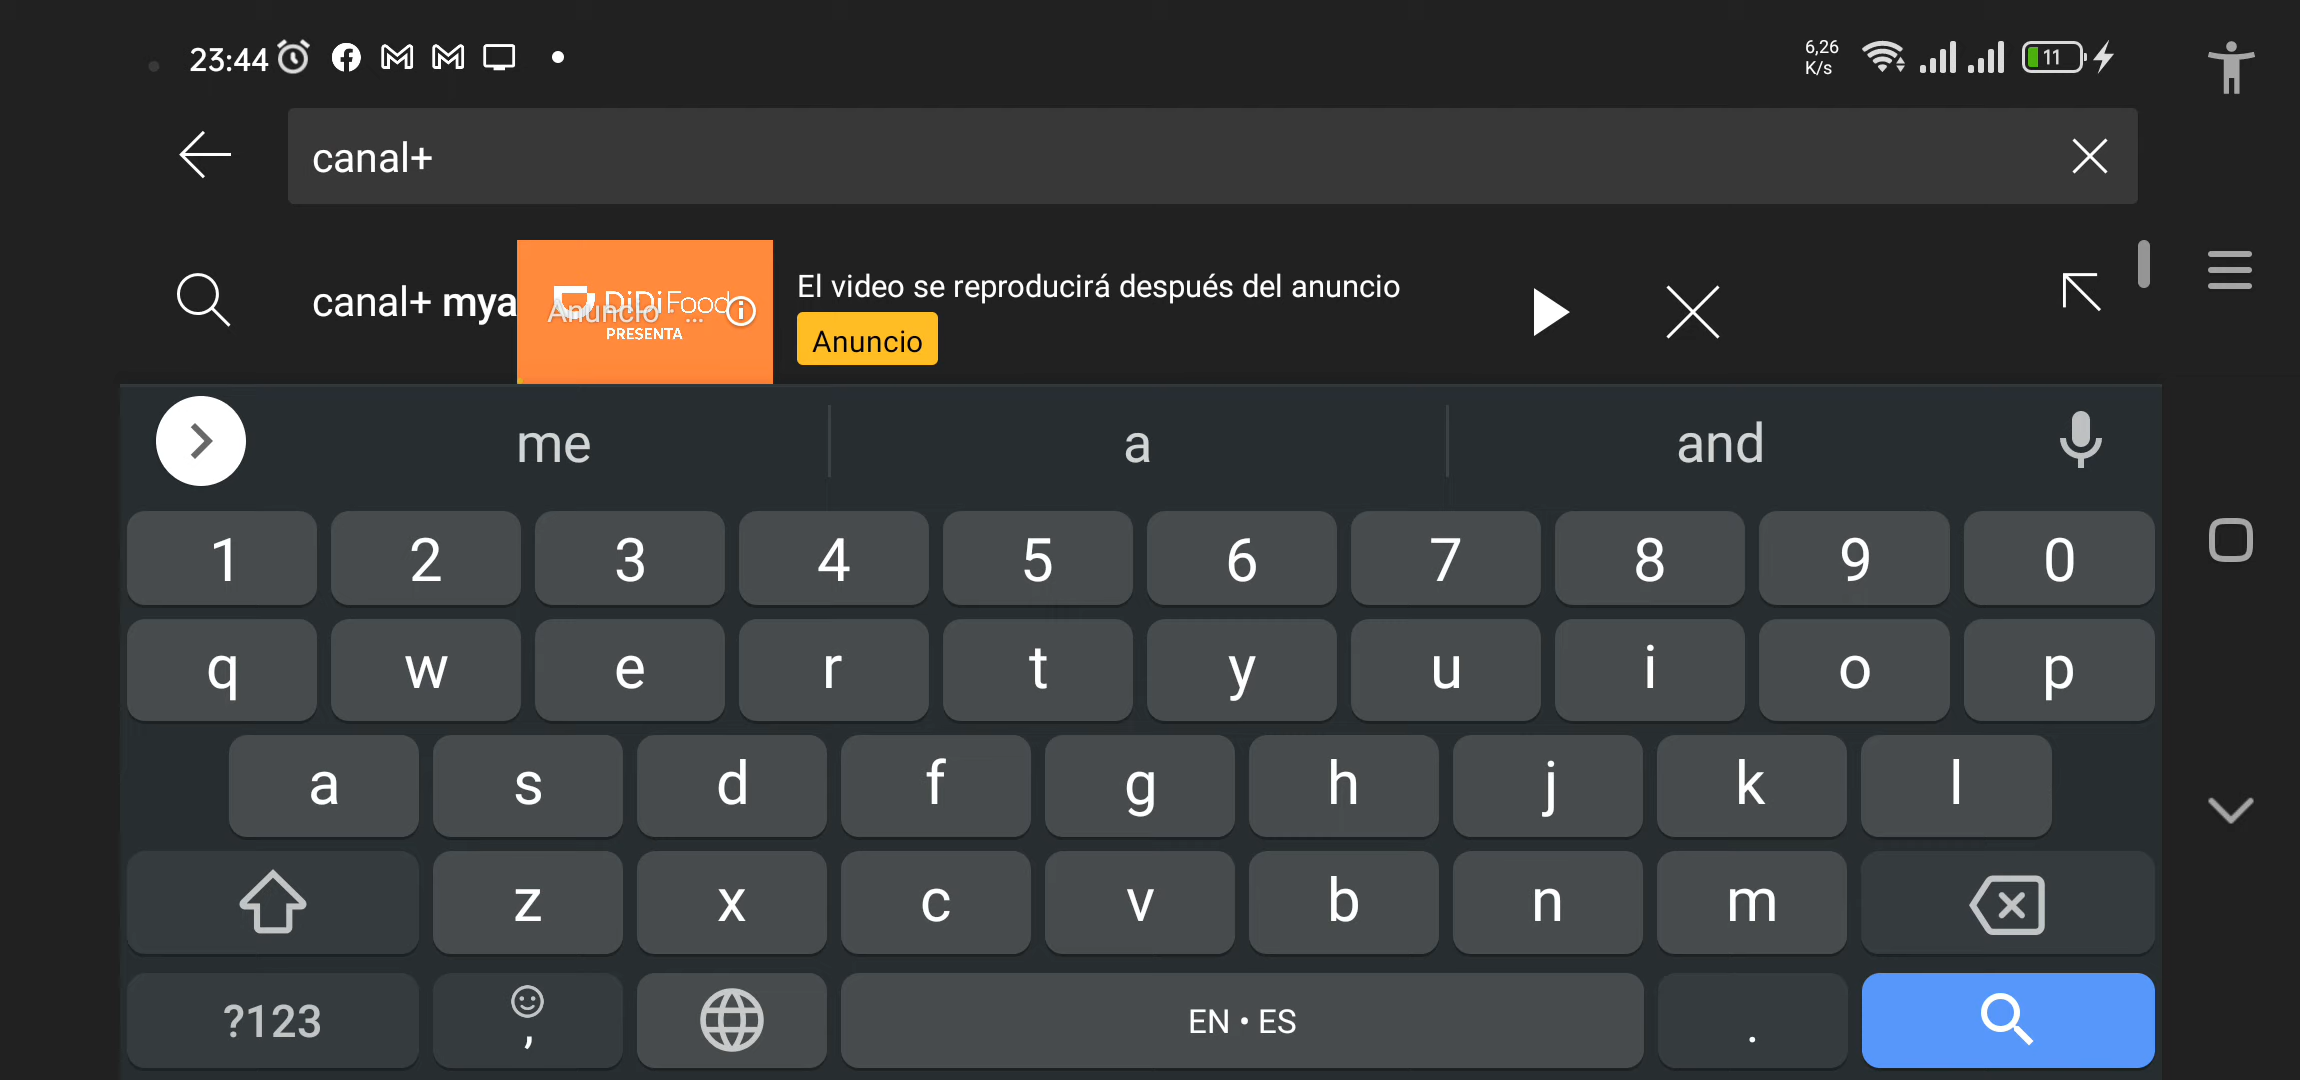 23:44
6,26
K/s
11
canal+
canal+ mya
DiDi Food
Anuncio · ...
PRESENTA
El video se reproducirá después del anuncio
Anuncio
me a and
1 2 3 4 5 6 7 8 9 0
q w e r t y u i o p
a s d f g h j k l
z x c v b n m
?123 , EN • ES .